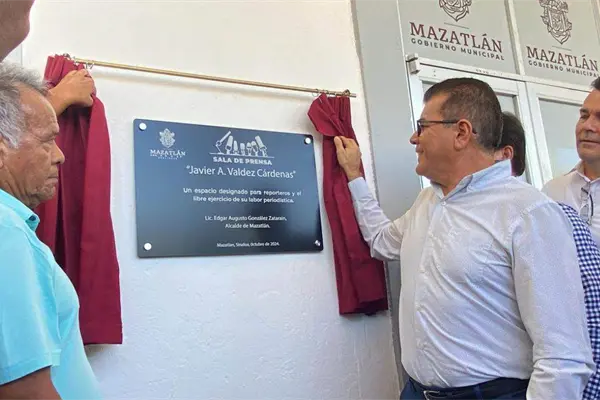 MAZATLÁN
GOBIERNO MUNICIPAL
MAZATLÁN
GOBIERNO MUNICIPAL
MAZATLÁN
SALA DE PRENSA
“Javier A. Valdez Cárdenas”
Un espacio designado para reporteros y el
libre ejercicio de su labor periodística.
Lic. Edgar Augusto González Zatarain,
Alcalde de Mazatlán.
Mazatlán, Sinaloa, Octubre de 2024.